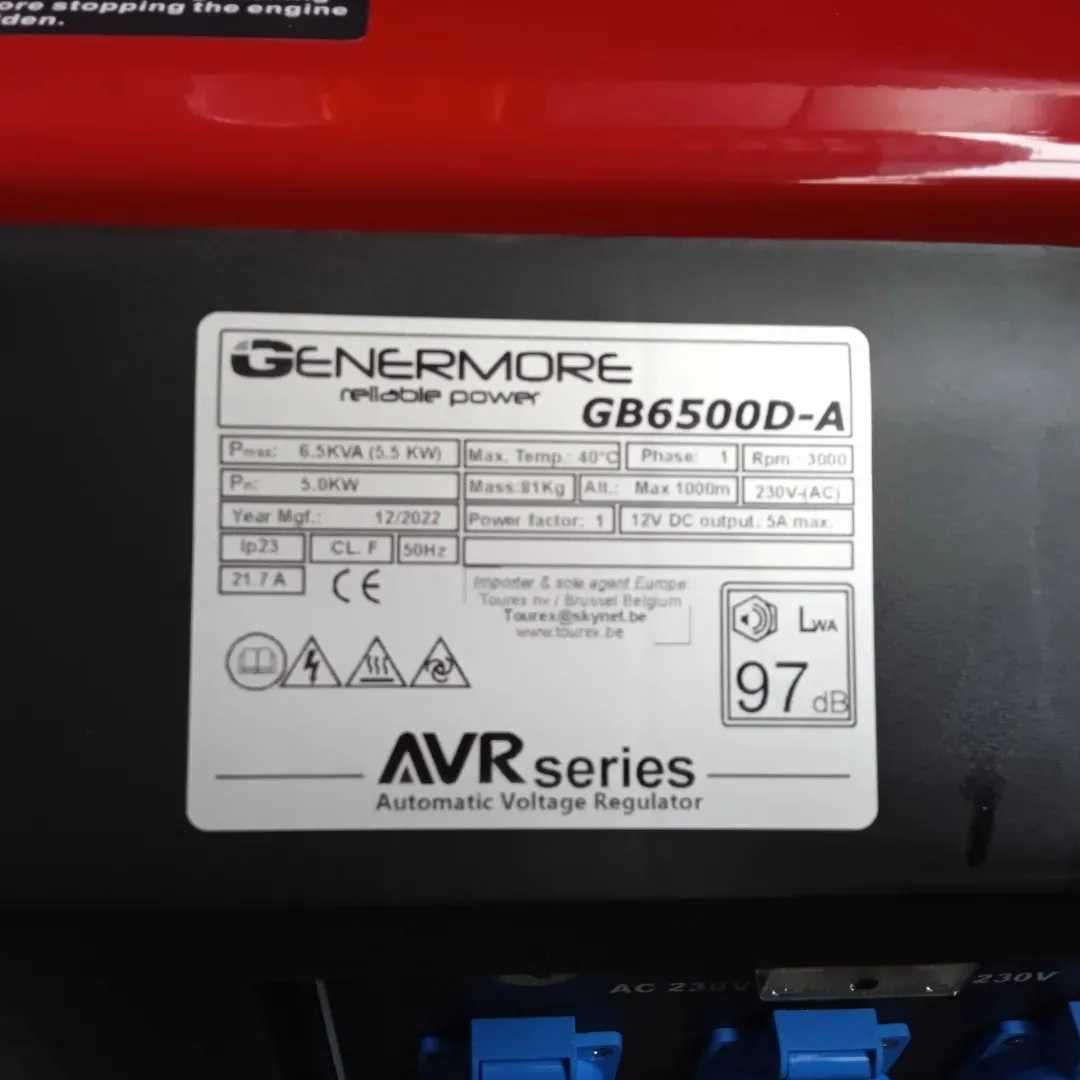 ore stopping the engine
den.
GENERMORE
reliable power
GB6500D-A
Pmax: 6.5KVA (5.5 KW) Max. Temp.: 40°C Phase: 1 Rpm : 3000
Pn: 5.0KW Mass:81Kg Alt.: Max 1000m 230V~(AC)
Year Mgf.: 12/2022 Power factor: 1 12V DC output: 5A max.
Ip23 CL. F 50Hz
21.7 A CE
Importer & sole agent Europe:
Tourex nv / Brussel Belgium
Tourex@skynet.be
www.tourex.be
LWA
97 dB
AVR series
Automatic Voltage Regulator
AC 230V 230V